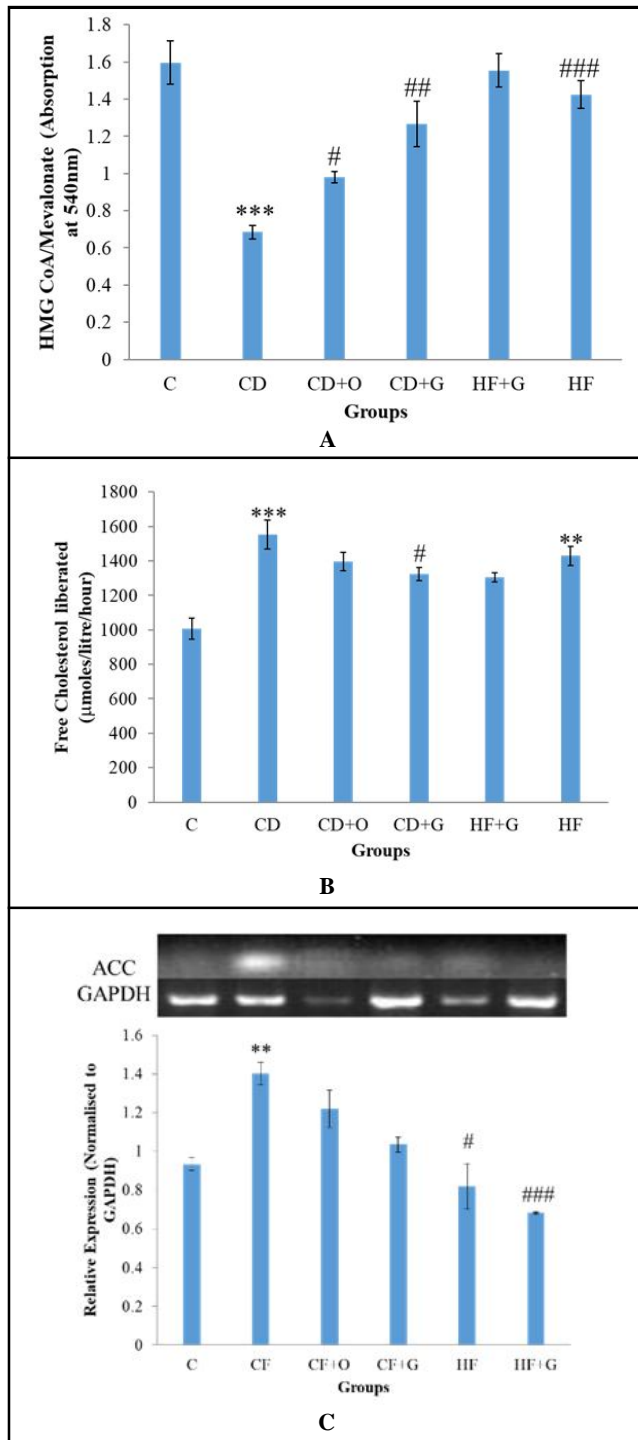 HMG CoA/Mevalonate (Absorption
at 540nm)
1.8
1.6
1.4
1.2
1
0.8
0.6
0.4
0.2
0
***
#
##
###
C CD CD+O CD+G HF+G HF
Groups
A
Free Cholesterol liberated
(µmoles/litre/hour)
1800
1600
1400
1200
1000
800
600
400
200
0
***
#
**
C CD CD+O CD+G HF+G HF
Groups
B
ACC
GAPDH
Relative Expression (Normalised to
GAPDH)
1.6
1.4
1.2
1
0.8
0.6
0.4
0.2
0
**
#
###
C CF CF+O CF+G HF HF+G
Groups
C